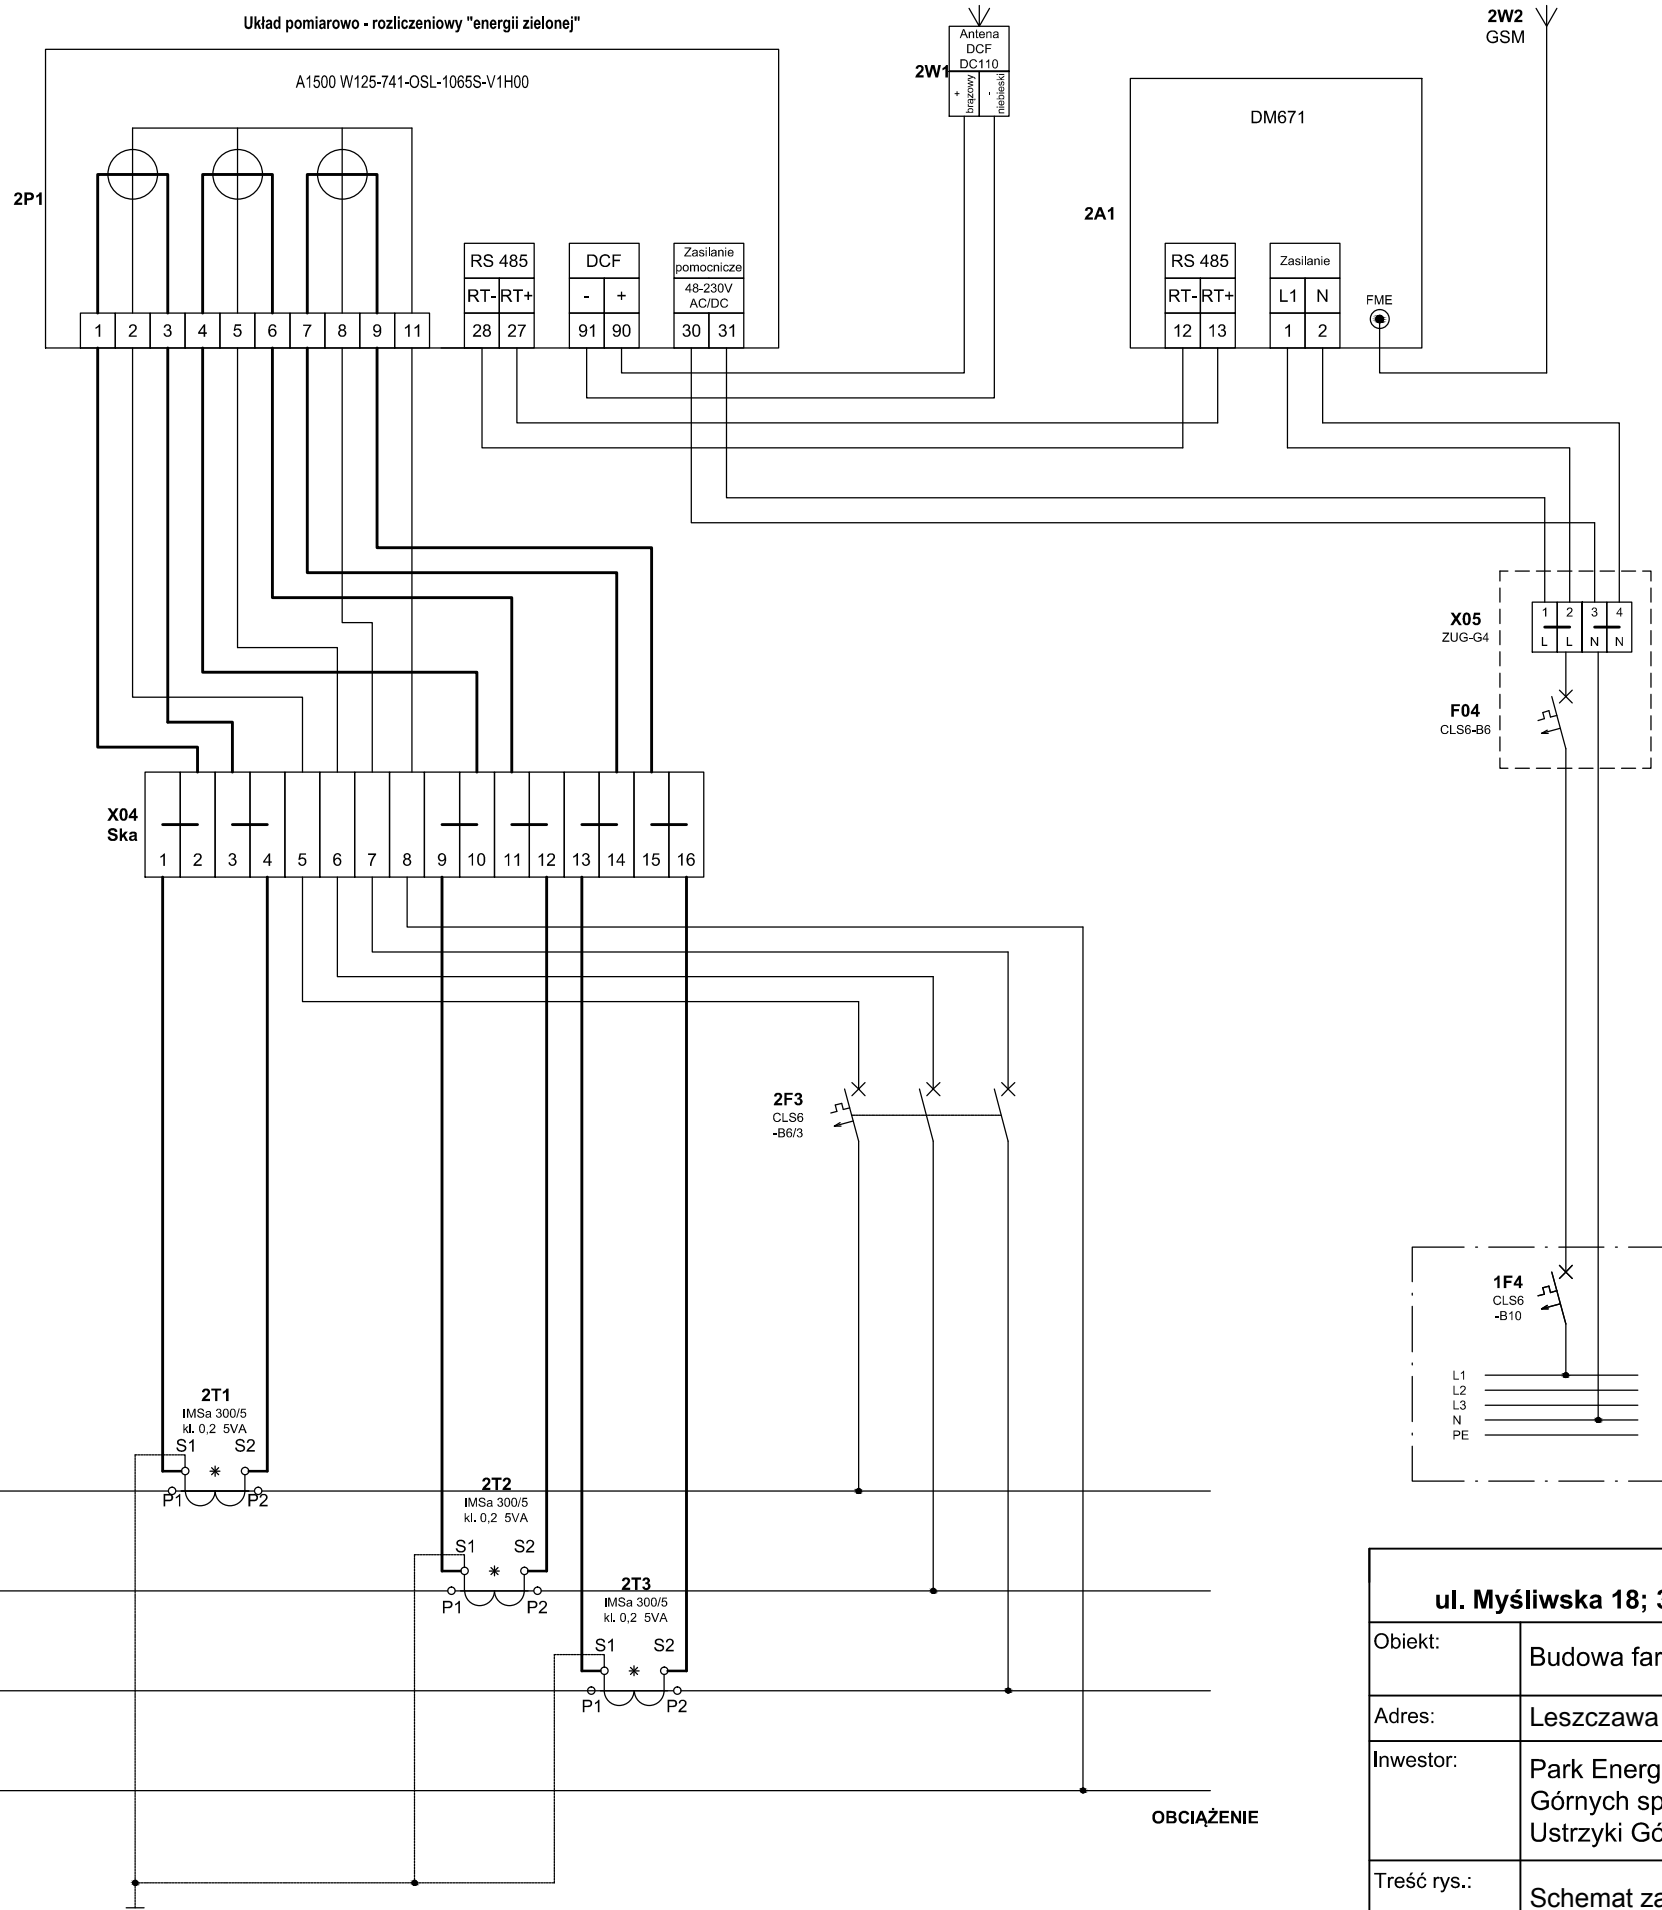 Układ pomiarowo - rozliczeniowy "energii zielonej"
A1500 W125-741-OSL-1065S-V1H00
2P1
RS 485
RT- RT+
28 27
DCF
- +
91 90
Zasilanie
pomocnicze
48-230V
AC/DC
30 31
1 2 3 4 5 6 7 8 9 11
2W1
Antena
DCF
DC110
+ brązowy
- niebieski
2W2
GSM
DM671
2A1
RS 485
RT- RT+
12 13
Zasilanie
L1 N
1 2
FME
X05
ZUG-G4
1 2 3 4
L L N N
F04
CLS6-B6
X04
Ska
1 2 3 4 5 6 7 8 9 10 11 12 13 14 15 16
2F3
CLS6
-B6/3
1F4
CLS6
-B10
L1
L2
L3
N
PE
2T1
IMSa 300/5
kl. 0,2 5VA
S1 S2
P1 P2
2T2
IMSa 300/5
kl. 0,2 5VA
S1 S2
P1 P2
2T3
IMSa 300/5
kl. 0,2 5VA
S1 S2
P1 P2
OBCIĄŻENIE
ul. Myśliwska 18;
Obiekt:
Budowa far
Adres:
Leszczawa
Inwestor:
Park Energ
Górnych sp
Ustrzyki Gó
Treść rys.:
Schemat za